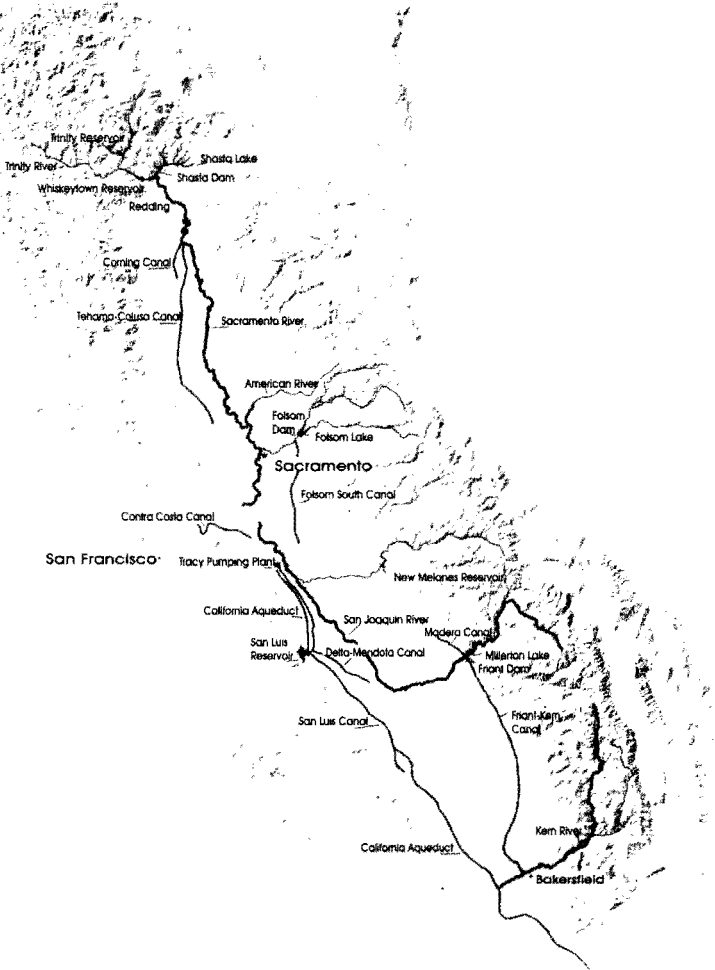 Trinity Reservoir
Shasta Lake
Trinity River
Shasta Dam
Whiskeytown Reservoir
Redding
Corning Canal
Tehama-Colusa Canal
Sacramento River
American River
Folsom
Dam
Folsom Lake
Sacramento
Folsom South Canal
Contra Costa Canal
San Francisco
Tracy Pumping Plant
New Melones Reservoir
California Aqueduct
San Joaquin River
Madera Canal
San Luis
Reservoir
Delta-Mendota Canal
Millerton Lake
Friant Dam
San Luis Canal
Friant-Kern
Canal
Kern River
California Aqueduct
Bakersfield